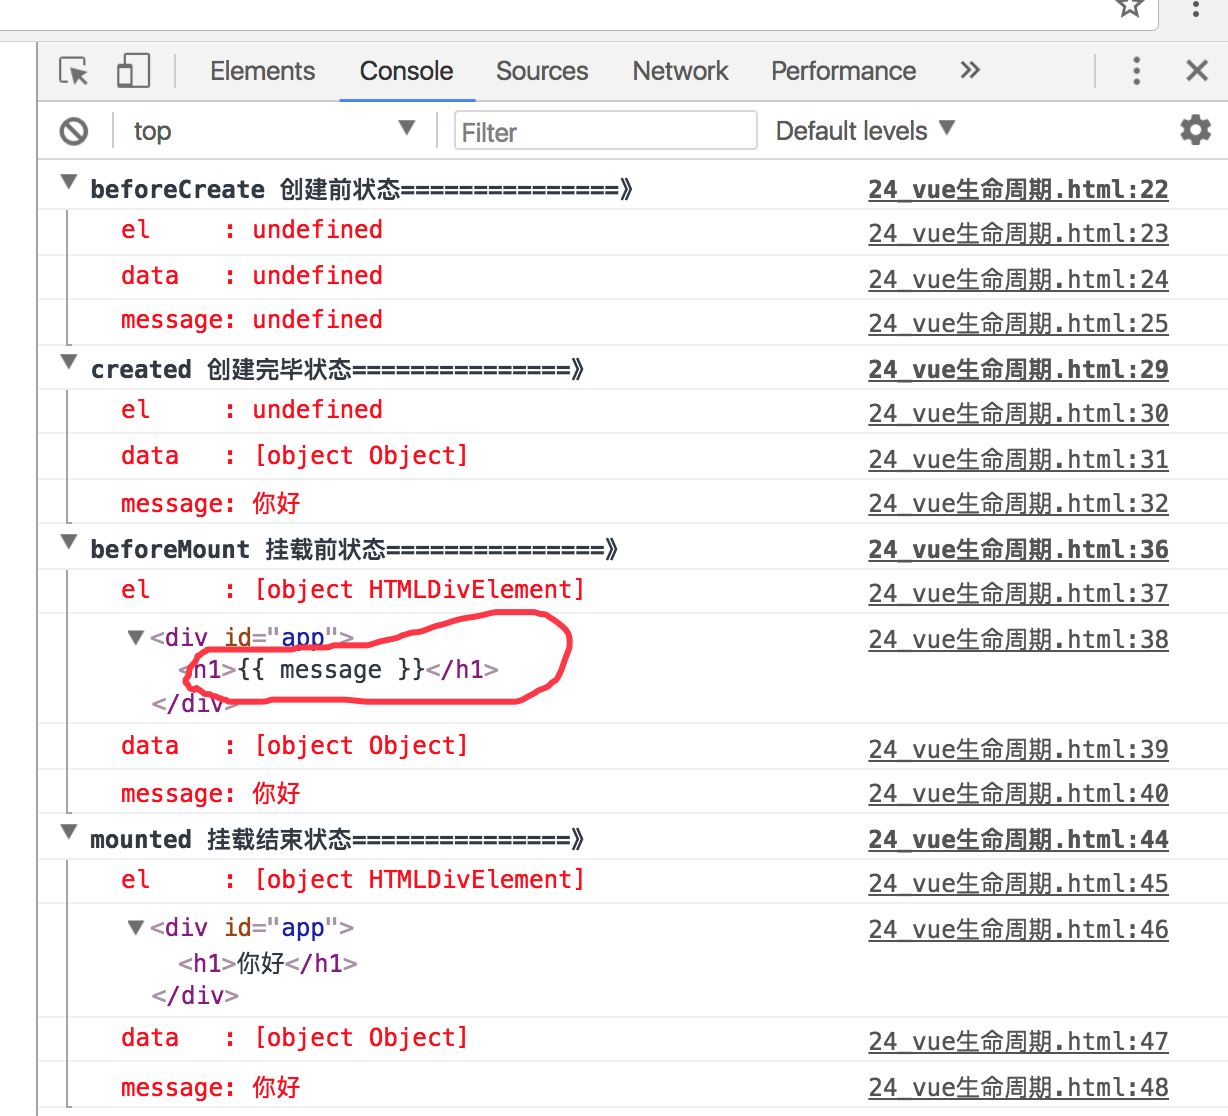 Elements Console Sources Network Performance »
top Filter Default levels
beforeCreate 创建前状态===============》 24_vue生命周期.html:22
el : undefined 24_vue生命周期.html:23
data : undefined 24_vue生命周期.html:24
message: undefined 24_vue生命周期.html:25
created 创建完毕状态===============》 24_vue生命周期.html:29
el : undefined 24_vue生命周期.html:30
data : [object Object] 24_vue生命周期.html:31
message: 你好 24_vue生命周期.html:32
beforeMount 挂载前状态===============》 24_vue生命周期.html:36
el : [object HTMLDivElement] 24_vue生命周期.html:37
<div id="app"> 24_vue生命周期.html:38
<h1>{{ message }}</h1>
</div>
data : [object Object] 24_vue生命周期.html:39
message: 你好 24_vue生命周期.html:40
mounted 挂载结束状态===============》 24_vue生命周期.html:44
el : [object HTMLDivElement] 24_vue生命周期.html:45
<div id="app"> 24_vue生命周期.html:46
<h1>你好</h1>
</div>
data : [object Object] 24_vue生命周期.html:47
message: 你好 24_vue生命周期.html:48